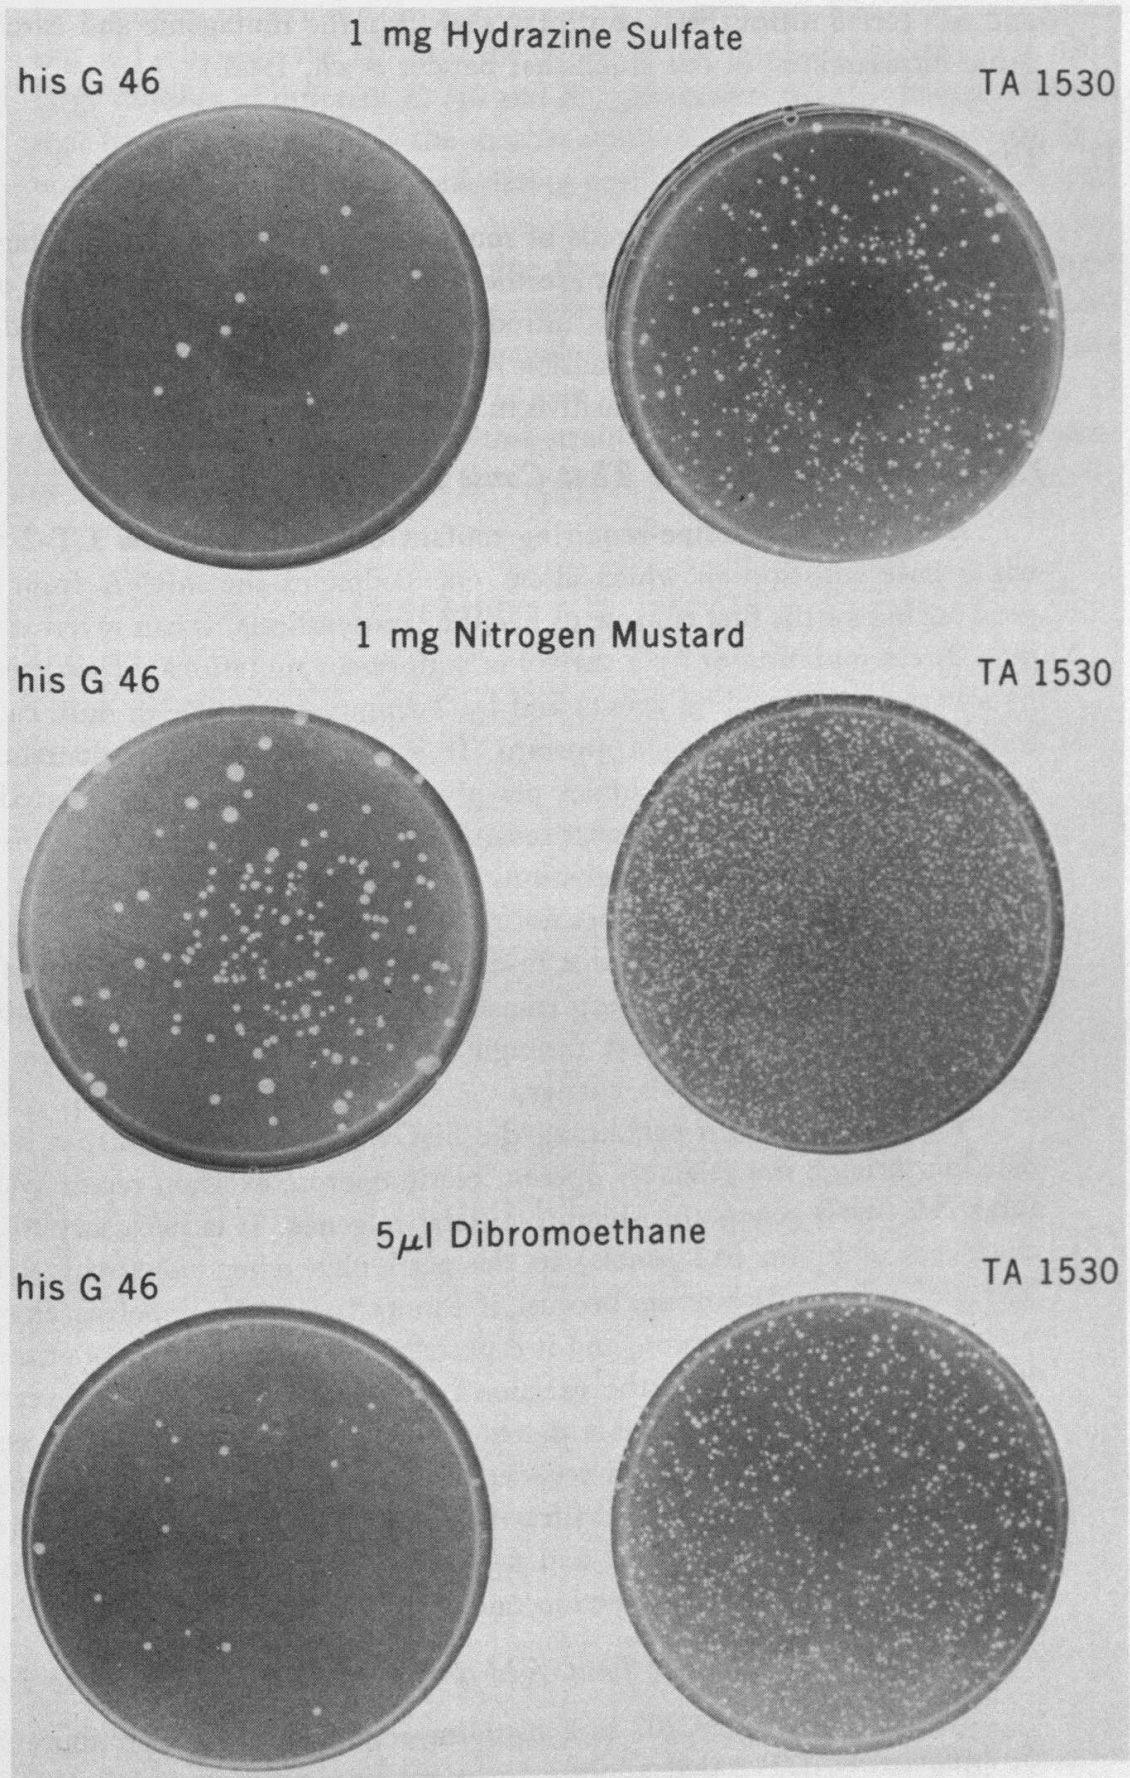 1 mg Hydrazine Sulfate
his G 46
TA 1530
1 mg Nitrogen Mustard
his G 46
TA 1530
5μl Dibromoethane
his G 46
TA 1530